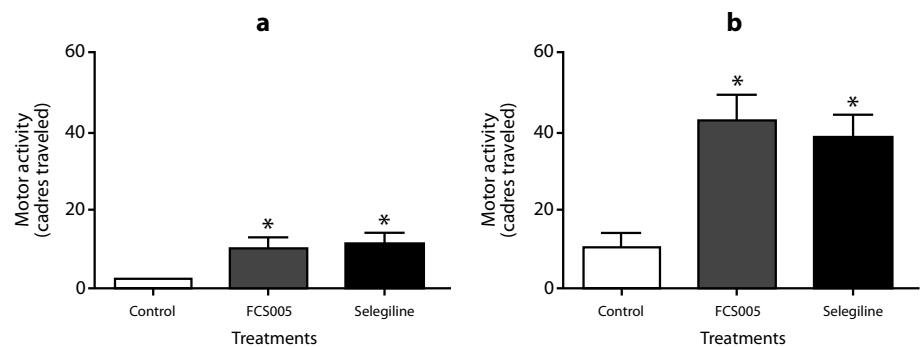 a
60
40
20
0
Motor activity
(cadres traveled)
*
*
Control
FCS005
Selegiline
Treatments
b
60
40
20
0
Motor activity
(cadres traveled)
*
*
Control
FCS005
Selegiline
Treatments